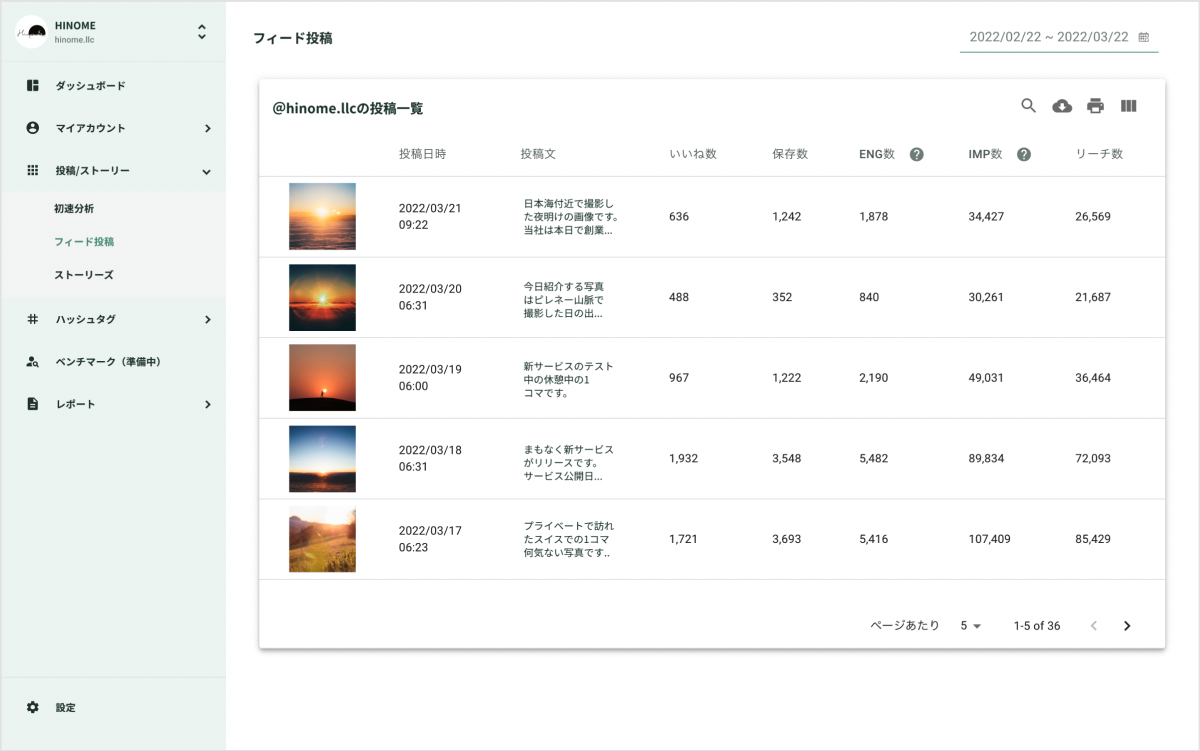 HINOME
hinome.llc
ダッシュボード
マイアカウント
投稿/ストーリー
初速分析
フィード投稿
ストーリーズ
ハッシュタグ
ベンチマーク（準備中）
レポート
設定
フィード投稿
2022/02/22 ~ 2022/03/22
@hinome.llcの投稿一覧
投稿日時 投稿文 いいね数 保存数 ENG数 IMP数 リーチ数
2022/03/21
09:22
日本海付近で撮影し
た夜明けの画像です。
当社は本日で創業...
636 1,242 1,878 34,427 26,569
2022/03/20
06:31
今日紹介する写真
はピレネー山脈で
撮影した日の出...
488 352 840 30,261 21,687
2022/03/19
06:00
新サービスのテスト
中の休憩中の1
コマです。
967 1,222 2,190 49,031 36,464
2022/03/18
06:31
まもなく新サービス
がリリースです。
サービス公開日...
1,932 3,548 5,482 89,834 72,093
2022/03/17
06:23
プライベートで訪れ
たスイスでの1コマ
何気ない写真です..
1,721 3,693 5,416 107,409 85,429
ページあたり 5 1-5 of 36